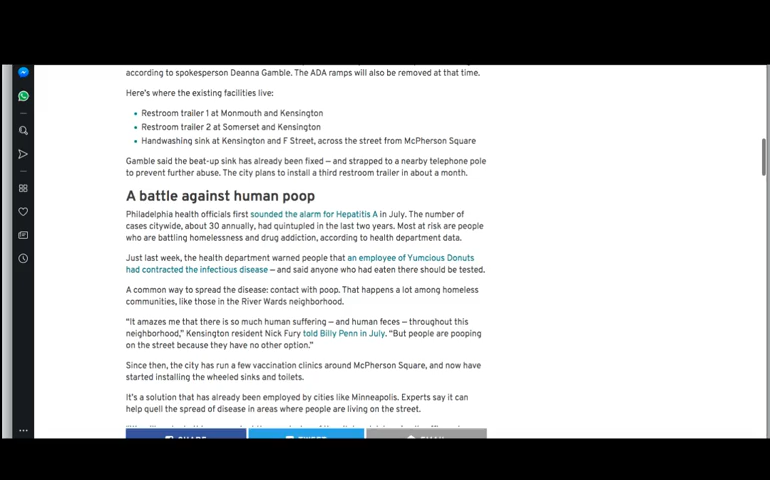 according to spokesperson Deanna Gamble. The ADA ramps will also be removed at that time.
Here's where the existing facilities live:
Restroom trailer 1 at Monmouth and Kensington
Restroom trailer 2 at Somerset and Kensington
Handwashing sink at Kensington and F Street, across the street from McPherson Square
Gamble said the beat-up sink has already been fixed — and strapped to a nearby telephone pole
to prevent further abuse. The city plans to install a third restroom trailer in about a month.
A battle against human poop
Philadelphia health officials first sounded the alarm for Hepatitis A in July. The number of
cases citywide, about 30 annually, had quintupled in the last two years. Most at risk are people
who are battling homelessness and drug addiction, according to health department data.
Just last week, the health department warned people that an employee of Yumcious Donuts
had contracted the infectious disease — and said anyone who had eaten there should be tested.
A common way to spread the disease: contact with poop. That happens a lot among homeless
communities, like those in the River Wards neighborhood.
"It amazes me that there is so much human suffering — and human feces — throughout this
neighborhood," Kensington resident Nick Fury told Billy Penn in July. "But people are pooping
on the street because they have no other option."
Since then, the city has run a few vaccination clinics around McPherson Square, and now have
started installing the wheeled sinks and toilets.
It's a solution that has already been employed by cities like Minneapolis. Experts say it can
help quell the spread of disease in areas where people are living on the street.